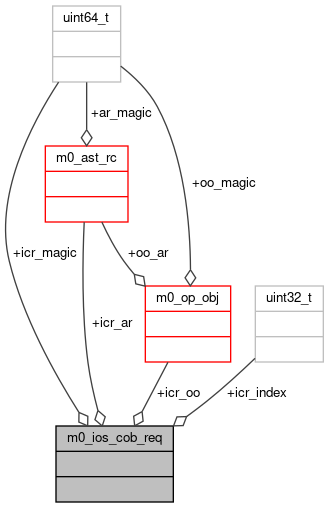 uint64_t
+ar_magic
m0_ast_rc
+oo_magic
+icr_magic
+oo_ar
m0_op_obj
uint32_t
+icr_ar
+icr_oo
+icr_index
m0_ios_cob_req